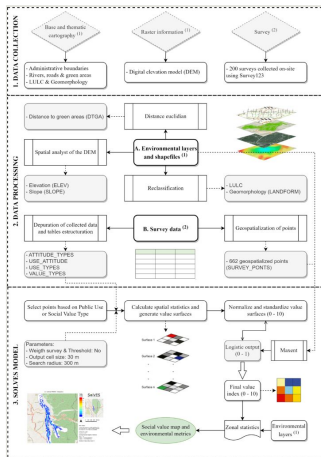 1. DATA COLLECTION
Base and thematic
cartography (1)
Raster information (1)
Survey (2)
- Administrative boundaries
- Rivers, roads & green areas
- LULC & Geomorphology
- Digital elevation model (DEM)
- 200 surveys collected on-site
using Survey123
2. DATA PROCESSING
- Distance to green areas (DTGA)
Distance euclidian
Spatial analyst of the DEM
A. Environmental layers
and shapefiles (1)
- Elevation (ELEV)
- Slope (SLOPE)
Reclassification
- LULC
- Geomorphology (LANDFORM)
Depuration of collected data
and tables estructuration
B. Survey data (2)
Geospatialization of points
- ATTITUDE_TYPES
- USE_ATTITUDE
- USE_TYPES
- VALUE_TYPES
- 662 geospatialized points
(SURVEY_PONTS)
3. SOLVES MODEL
Select points based on Public Use
or Social Value Type
Calculate spatial statistics and
generate value surfaces
Normalize and standardize value
surfaces (0 - 10)
Parameters:
- Weigh survey & Threshold: No
- Output cell size: 30 m
- Search radius: 300 m
Logistic output
(0 - 1)
Maxent
Final value
index (0 - 10)
Social value map and
environmental metrics
Zonal statistics
Environmental
layers (1)